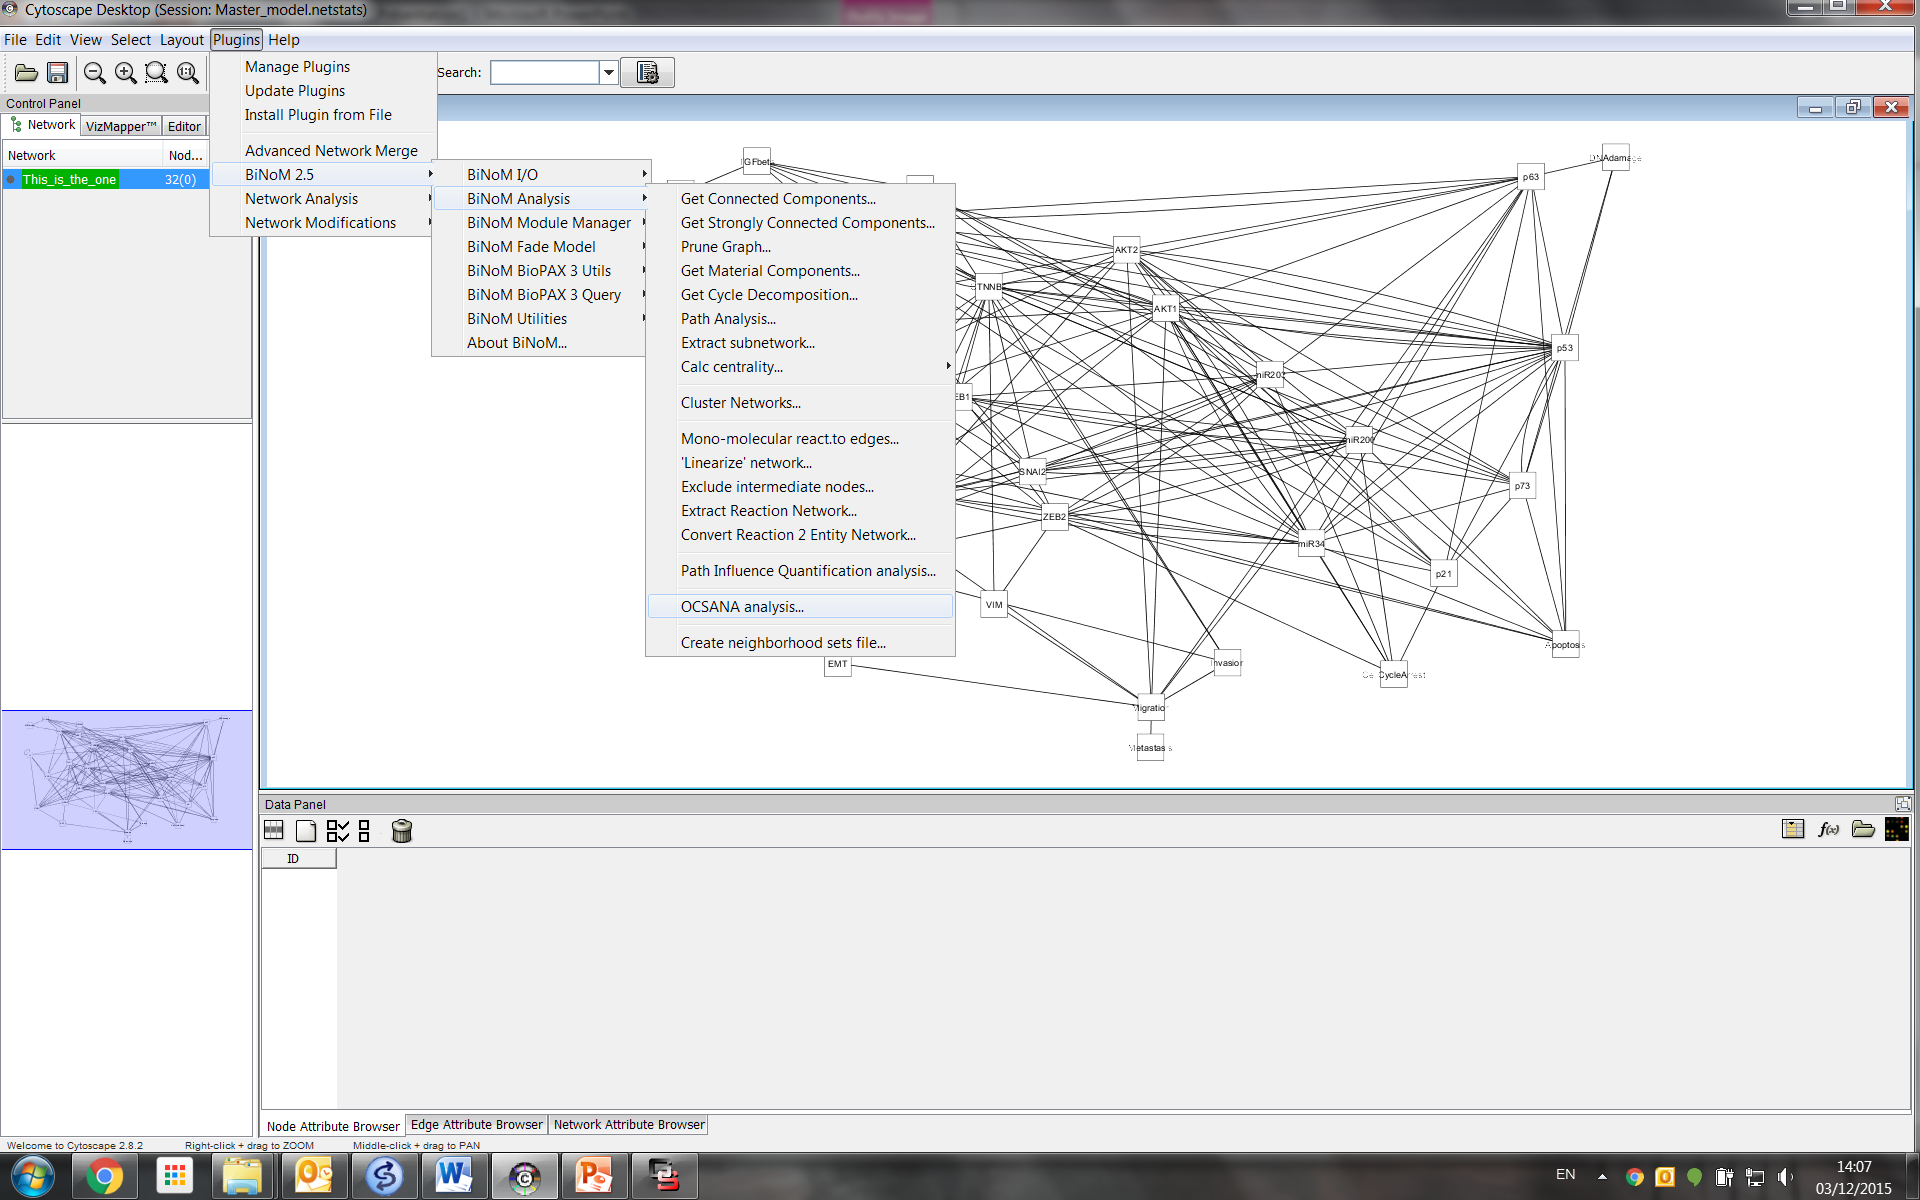 Cytoscape Desktop (Session: Master_model.netstats)
File Edit View Select Layout Plugins Help
Search:
Control Panel
Network VizMapper™ Editor
Network Nod...
This_is_the_one 32(0)
Manage Plugins
Update Plugins
Install Plugin from File
Advanced Network Merge
BiNoM 2.5
Network Analysis
Network Modifications
BiNoM I/O
BiNoM Analysis
BiNoM Module Manager
BiNoM Fade Model
BiNoM BioPAX 3 Utils
BiNoM BioPAX 3 Query
BiNoM Utilities
About BiNoM...
Get Connected Components...
Get Strongly Connected Components...
Prune Graph...
Get Material Components...
Get Cycle Decomposition...
Path Analysis...
Extract subnetwork...
Calc centrality...
Cluster Networks...
Mono-molecular react.to edges...
'Linearize' network...
Exclude intermediate nodes...
Extract Reaction Network...
Convert Reaction 2 Entity Network...
Path Influence Quantification analysis...
OCSANA analysis...
Create neighborhood sets file...
p63
AKT2
TNNB
AKT1
p53
miR203
EB1
miR200
SNAI2
p73
ZEB2
miR34
p21
VIM
Apoptosis
EMT
Invasion
CellCycleArrest
Migration
Metastasis
Data Panel
f(x)
ID
Node Attribute Browser Edge Attribute Browser Network Attribute Browser
Welcome to Cytoscape 2.8.2 Right-click + drag to ZOOM Middle-click + drag to PAN
EN
14:07
03/12/2015